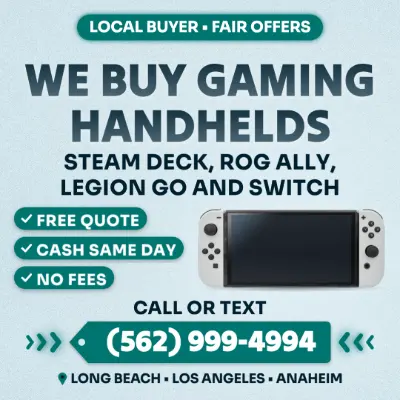 LOCAL BUYER • FAIR OFFERS
WE BUY GAMING
HANDHELDS
STEAM DECK, ROG ALLY,
LEGION GO AND SWITCH
FREE QUOTE
CASH SAME DAY
NO FEES
CALL OR TEXT
(562) 999-4994
LONG BEACH • LOS ANGELES • ANAHEIM